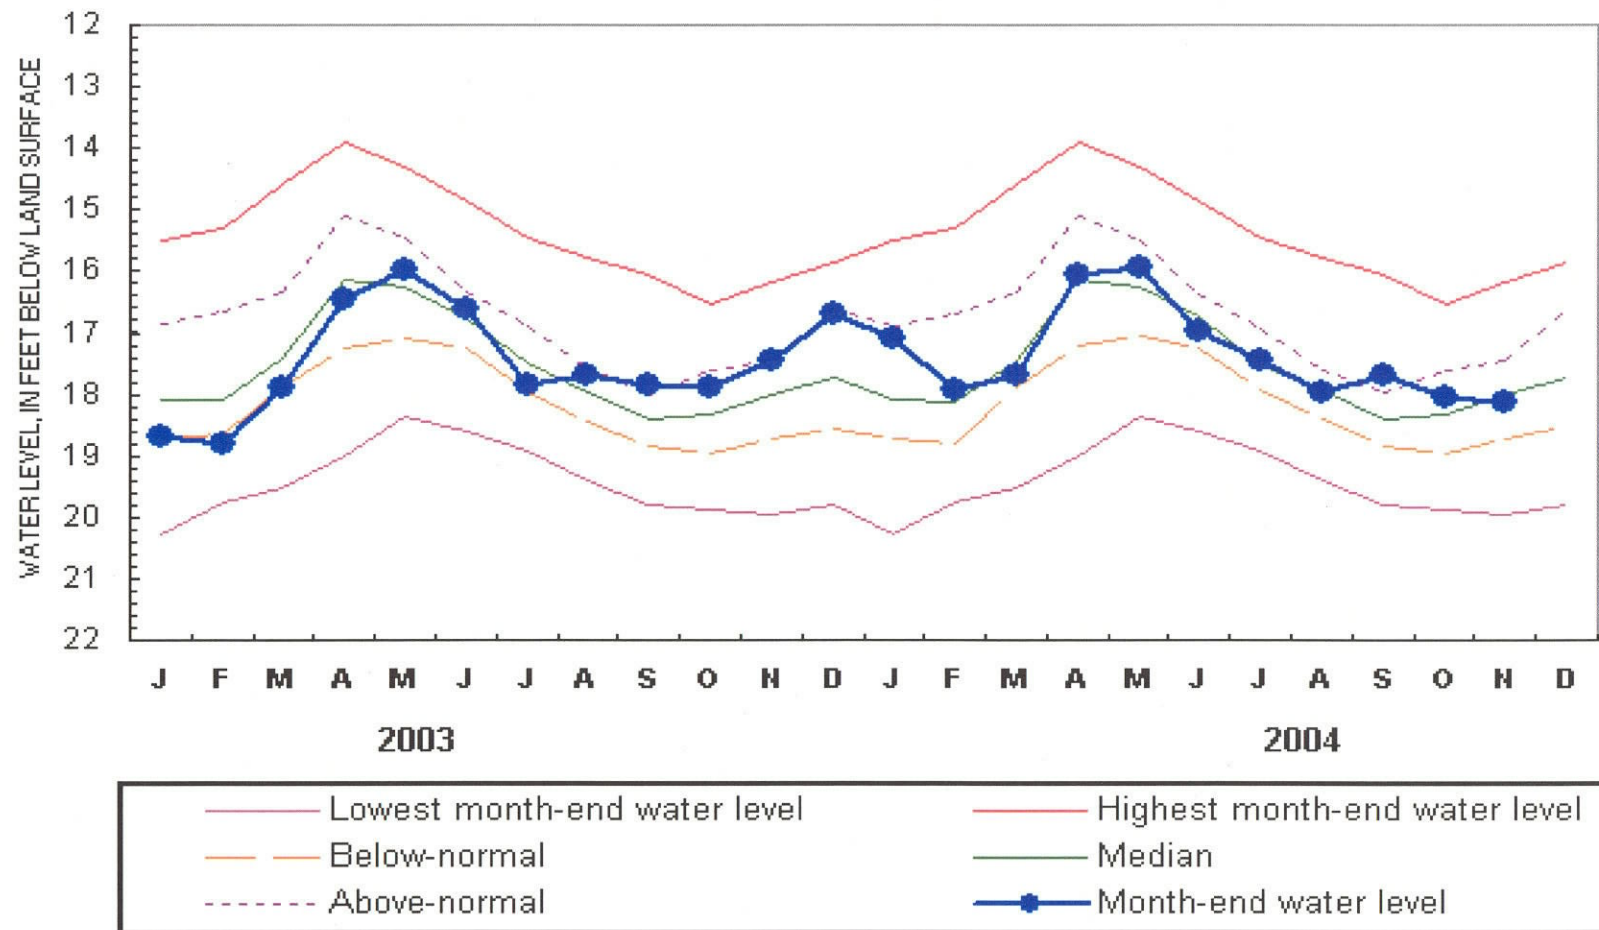 WATER LEVEL, IN FEET BELOW LAND SURFACE
12
13
14
15
16
17
18
19
20
21
22
J F M A M J J A S O N D J F M A M J J A S O N D
2003 2004
Lowest month-end water level Highest month-end water level
Below-normal Median
Above-normal Month-end water level